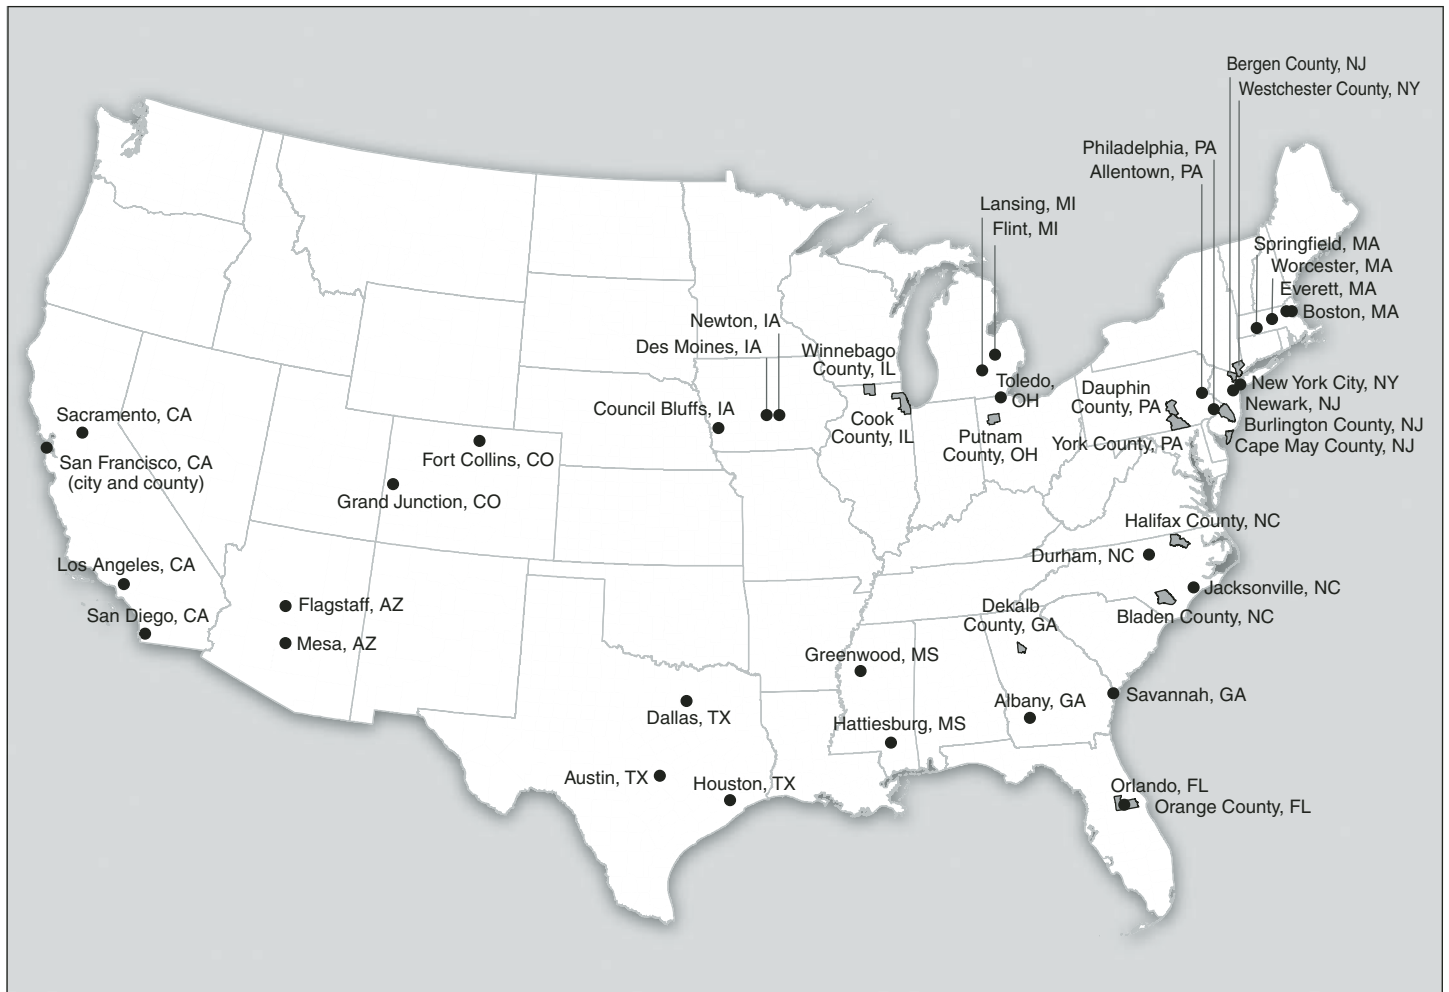 Bergen County, NJ
Westchester County, NY
Philadelphia, PA
Allentown, PA
Lansing, MI
Flint, MI
Springfield, MA
Worcester, MA
Everett, MA
Boston, MA
Newton, IA
Des Moines, IA
Winnebago
County, IL
Council Bluffs, IA
Cook
County, IL
Toledo,
OH
Putnam
County, OH
Dauphin
County, PA
York County, PA
New York City, NY
Newark, NJ
Burlington County, NJ
Cape May County, NJ
Sacramento, CA
San Francisco, CA
(city and county)
Fort Collins, CO
Grand Junction, CO
Los Angeles, CA
San Diego, CA
Flagstaff, AZ
Mesa, AZ
Halifax County, NC
Durham, NC
Jacksonville, NC
Bladen County, NC
Dekalb
County, GA
Greenwood, MS
Albany, GA
Savannah, GA
Hattiesburg, MS
Dallas, TX
Austin, TX
Houston, TX
Orlando, FL
Orange County, FL